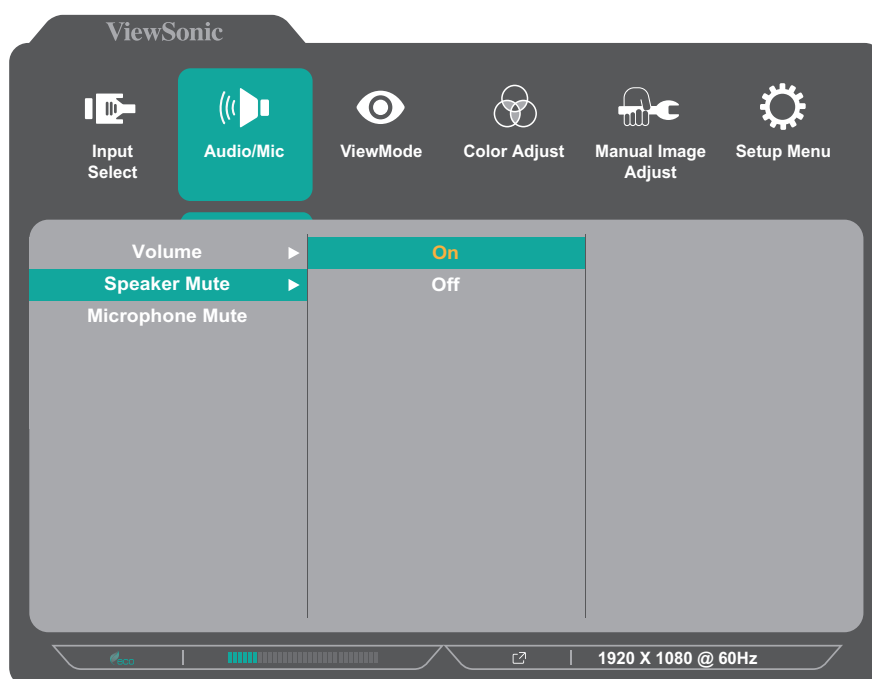 ViewSonic
Input
Select
Audio/Mic
ViewMode
Color Adjust
Manual Image
Adjust
Setup Menu
Volume
On
Speaker Mute
Off
Microphone Mute
eco
1920 X 1080 @ 60Hz